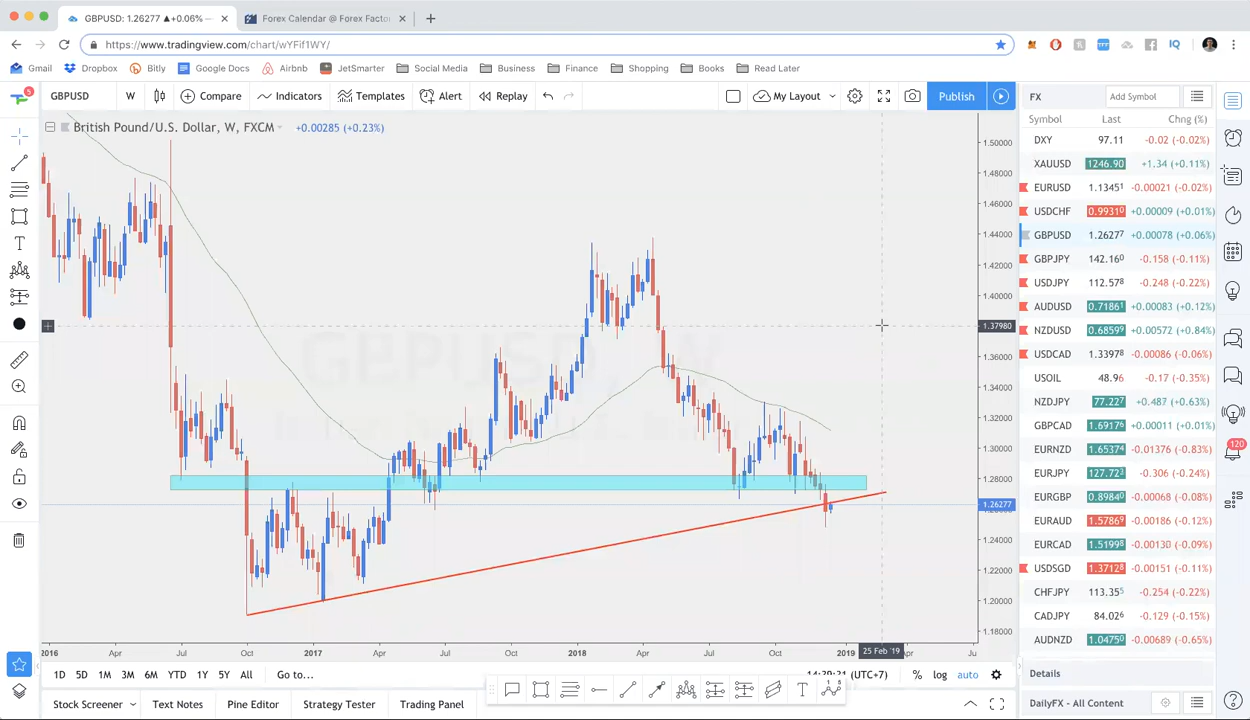 GBPUSD: 1.26277 ▲+0.06% —
Forex Calendar @ Forex Facto
https://www.tradingview.com/chart/wYFif1WY/
Gmail Dropbox Bitly Google Docs Airbnb JetSmarter Social Media Business Finance Shopping Books Read Later
5 GBPUSD W Compare Indicators Templates Alert Replay My Layout Publish
British Pound/U.S. Dollar, W, FXCM +0.00285 (+0.23%)
GBPUSD, W
1.50000
1.48000
1.46000
1.44000
1.42000
1.40000
1.37980
1.36000
1.34000
1.32000
1.30000
1.28000
1.26277
1.24000
1.22000
1.20000
1.18000
2016 Apr Jul Oct 2017 Apr Jul Oct 2018 Apr Jul Oct 2019 25 Feb '19 Ju
1D 5D 1M 3M 6M YTD 1Y 5Y All Go to... (UTC+7) % log auto
Stock Screener Text Notes Pine Editor Strategy Tester Trading Panel
FX Add Symbol
Symbol Last Chng (%)
DXY 97.11 -0.02 (-0.02%)
XAUUSD 1246.90 +1.34 (+0.11%)
EURUSD 1.13451 -0.00021 (-0.02%)
USDCHF 0.99310 +0.00009 (+0.01%)
GBPUSD 1.26277 +0.00078 (+0.06%)
GBPJPY 142.160 -0.158 (-0.11%)
USDJPY 112.578 -0.248 (-0.22%)
AUDUSD 0.71861 +0.00083 (+0.12%)
NZDUSD 0.68599 +0.00572 (+0.84%)
USDCAD 1.33978 -0.00086 (-0.06%)
USOIL 48.96 -0.17 (-0.35%)
NZDJPY 77.227 +0.487 (+0.63%)
GBPCAD 1.69176 +0.00011 (+0.01%)
EURNZD 1.65374 -0.01376 (-0.83%)
EURJPY 127.723 -0.306 (-0.24%)
EURGBP 0.89840 -0.00068 (-0.08%)
EURAUD 1.57869 -0.00186 (-0.12%)
EURCAD 1.51998 -0.00130 (-0.09%)
USDSGD 1.37128 -0.00151 (-0.11%)
CHFJPY 113.355 -0.254 (-0.22%)
CADJPY 84.026 -0.129 (-0.15%)
AUDNZD 1.04750 -0.00689 (-0.65%)
Details
DailyFX - All Content
120